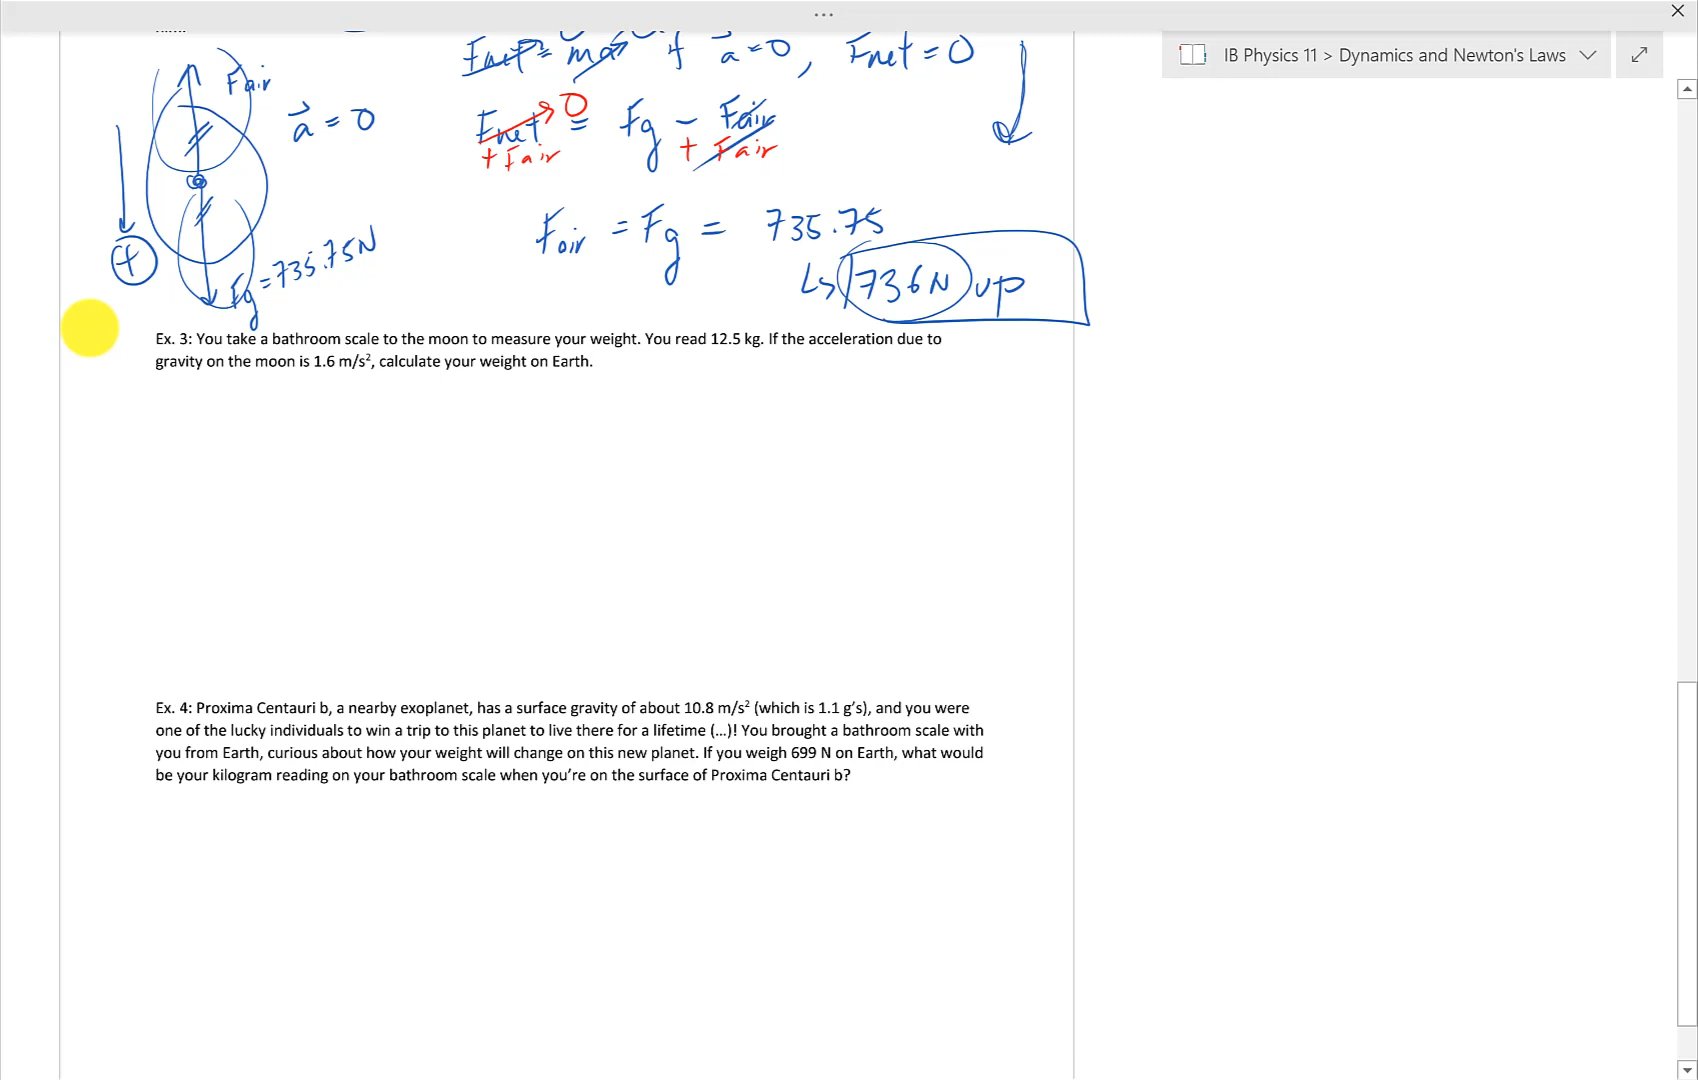 IB Physics 11 > Dynamics and Newton's Laws
Fnet = ma if a = 0, Fnet = 0
Fair
a = 0
Fnet → 0 = Fg - Fair
+ Fair + Fair
Fair = Fg = 735.75
+
Fg = 735.75N
↳ 736N up
Ex. 3: You take a bathroom scale to the moon to measure your weight. You read 12.5 kg. If the acceleration due to
gravity on the moon is 1.6 m/s², calculate your weight on Earth.
Ex. 4: Proxima Centauri b, a nearby exoplanet, has a surface gravity of about 10.8 m/s² (which is 1.1 g’s), and you were
one of the lucky individuals to win a trip to this planet to live there for a lifetime (…)! You brought a bathroom scale with
you from Earth, curious about how your weight will change on this new planet. If you weigh 699 N on Earth, what would
be your kilogram reading on your bathroom scale when you’re on the surface of Proxima Centauri b?